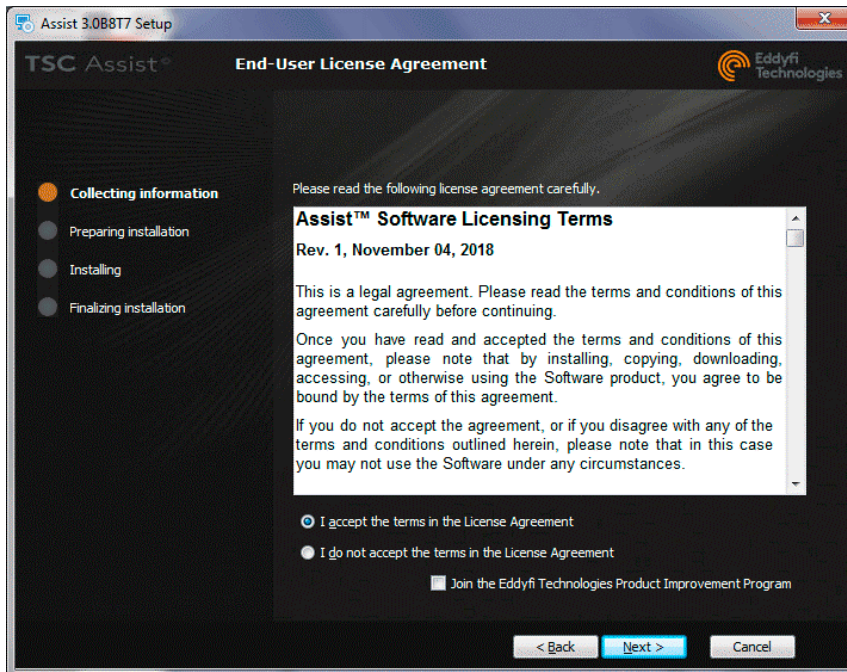 Assist 3.0B8T7 Setup
TSC Assist®
End-User License Agreement
Eddyfi
Technologies
Collecting information
Preparing installation
Installing
Finalizing installation
Please read the following license agreement carefully.
Assist™ Software Licensing Terms
Rev. 1, November 04, 2018
This is a legal agreement. Please read the terms and conditions of this
agreement carefully before continuing.
Once you have read and accepted the terms and conditions of this
agreement, please note that by installing, copying, downloading,
accessing, or otherwise using the Software product, you agree to be
bound by the terms of this agreement.
If you do not accept the agreement, or if you disagree with any of the
terms and conditions outlined herein, please note that in this case
you may not use the Software under any circumstances.
I accept the terms in the License Agreement
I do not accept the terms in the License Agreement
Join the Eddyfi Technologies Product Improvement Program
< Back
Next >
Cancel